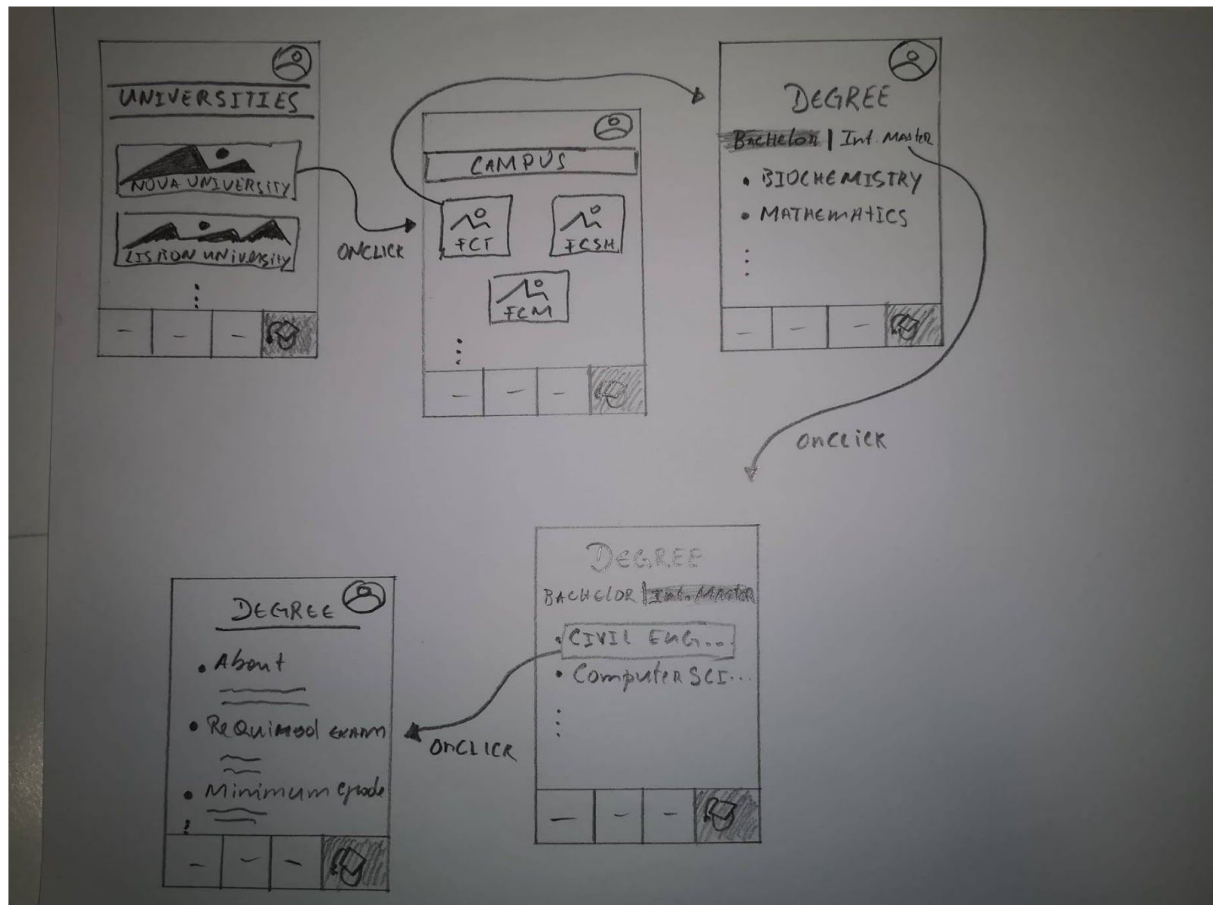 UNIVERSITIES
NOVA UNIVERSITY
LISBON UNIVERSITY
ONCLICK
CAMPUS
FCT
FCSH
FCM
DEGREE
BACHELOR | Int. MASTER
• BIOCHEMISTRY
• MATHEMATICS
ONCLICK
DEGREE
BACHELOR | Int. MASTER
• CIVIL ENG...
• Computer SCI...
ONCLICK
DEGREE
• About
• Required exam
• Minimum grade